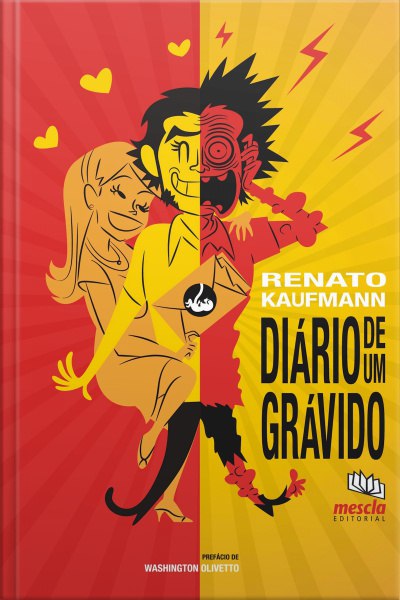 RENATO
KAUFMANN
DIÁRIO DE UM
GRÁVIDO
mescla
EDITORIAL
PREFÁCIO DE
WASHINGTON OLIVETTO